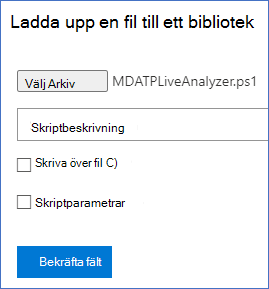 Ladda upp en fil till ett bibliotek
Välj Arkiv MDATPLiveAnalyzer.ps1
Skriptbeskrivning
Skriva över fil C)
Skriptparametrar
Bekräfta fält